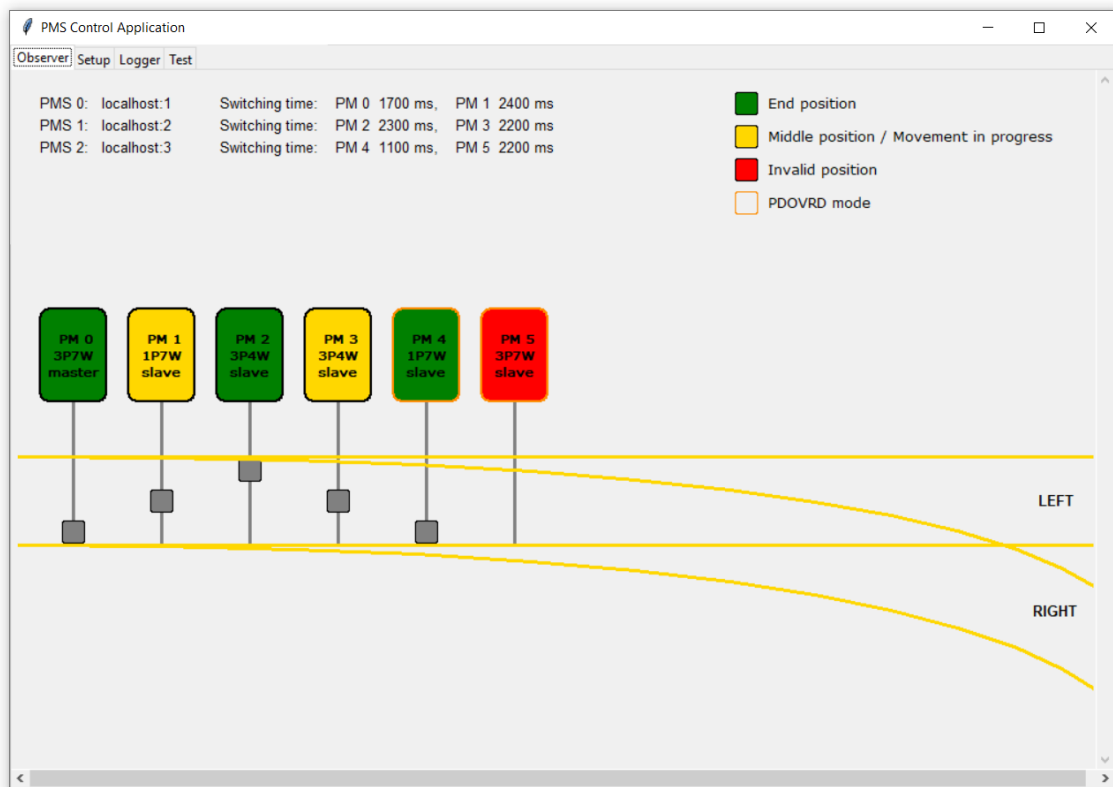 PMS Control Application
Observer Setup Logger Test
PMS 0: localhost:1 Switching time: PM 0 1700 ms, PM 1 2400 ms
PMS 1: localhost:2 Switching time: PM 2 2300 ms, PM 3 2200 ms
PMS 2: localhost:3 Switching time: PM 4 1100 ms, PM 5 2200 ms
End position
Middle position / Movement in progress
Invalid position
PDOVRD mode
PM 0
3P7W
master
PM 1
1P7W
slave
PM 2
3P4W
slave
PM 3
3P4W
slave
PM 4
1P7W
slave
PM 5
3P7W
slave
LEFT
RIGHT